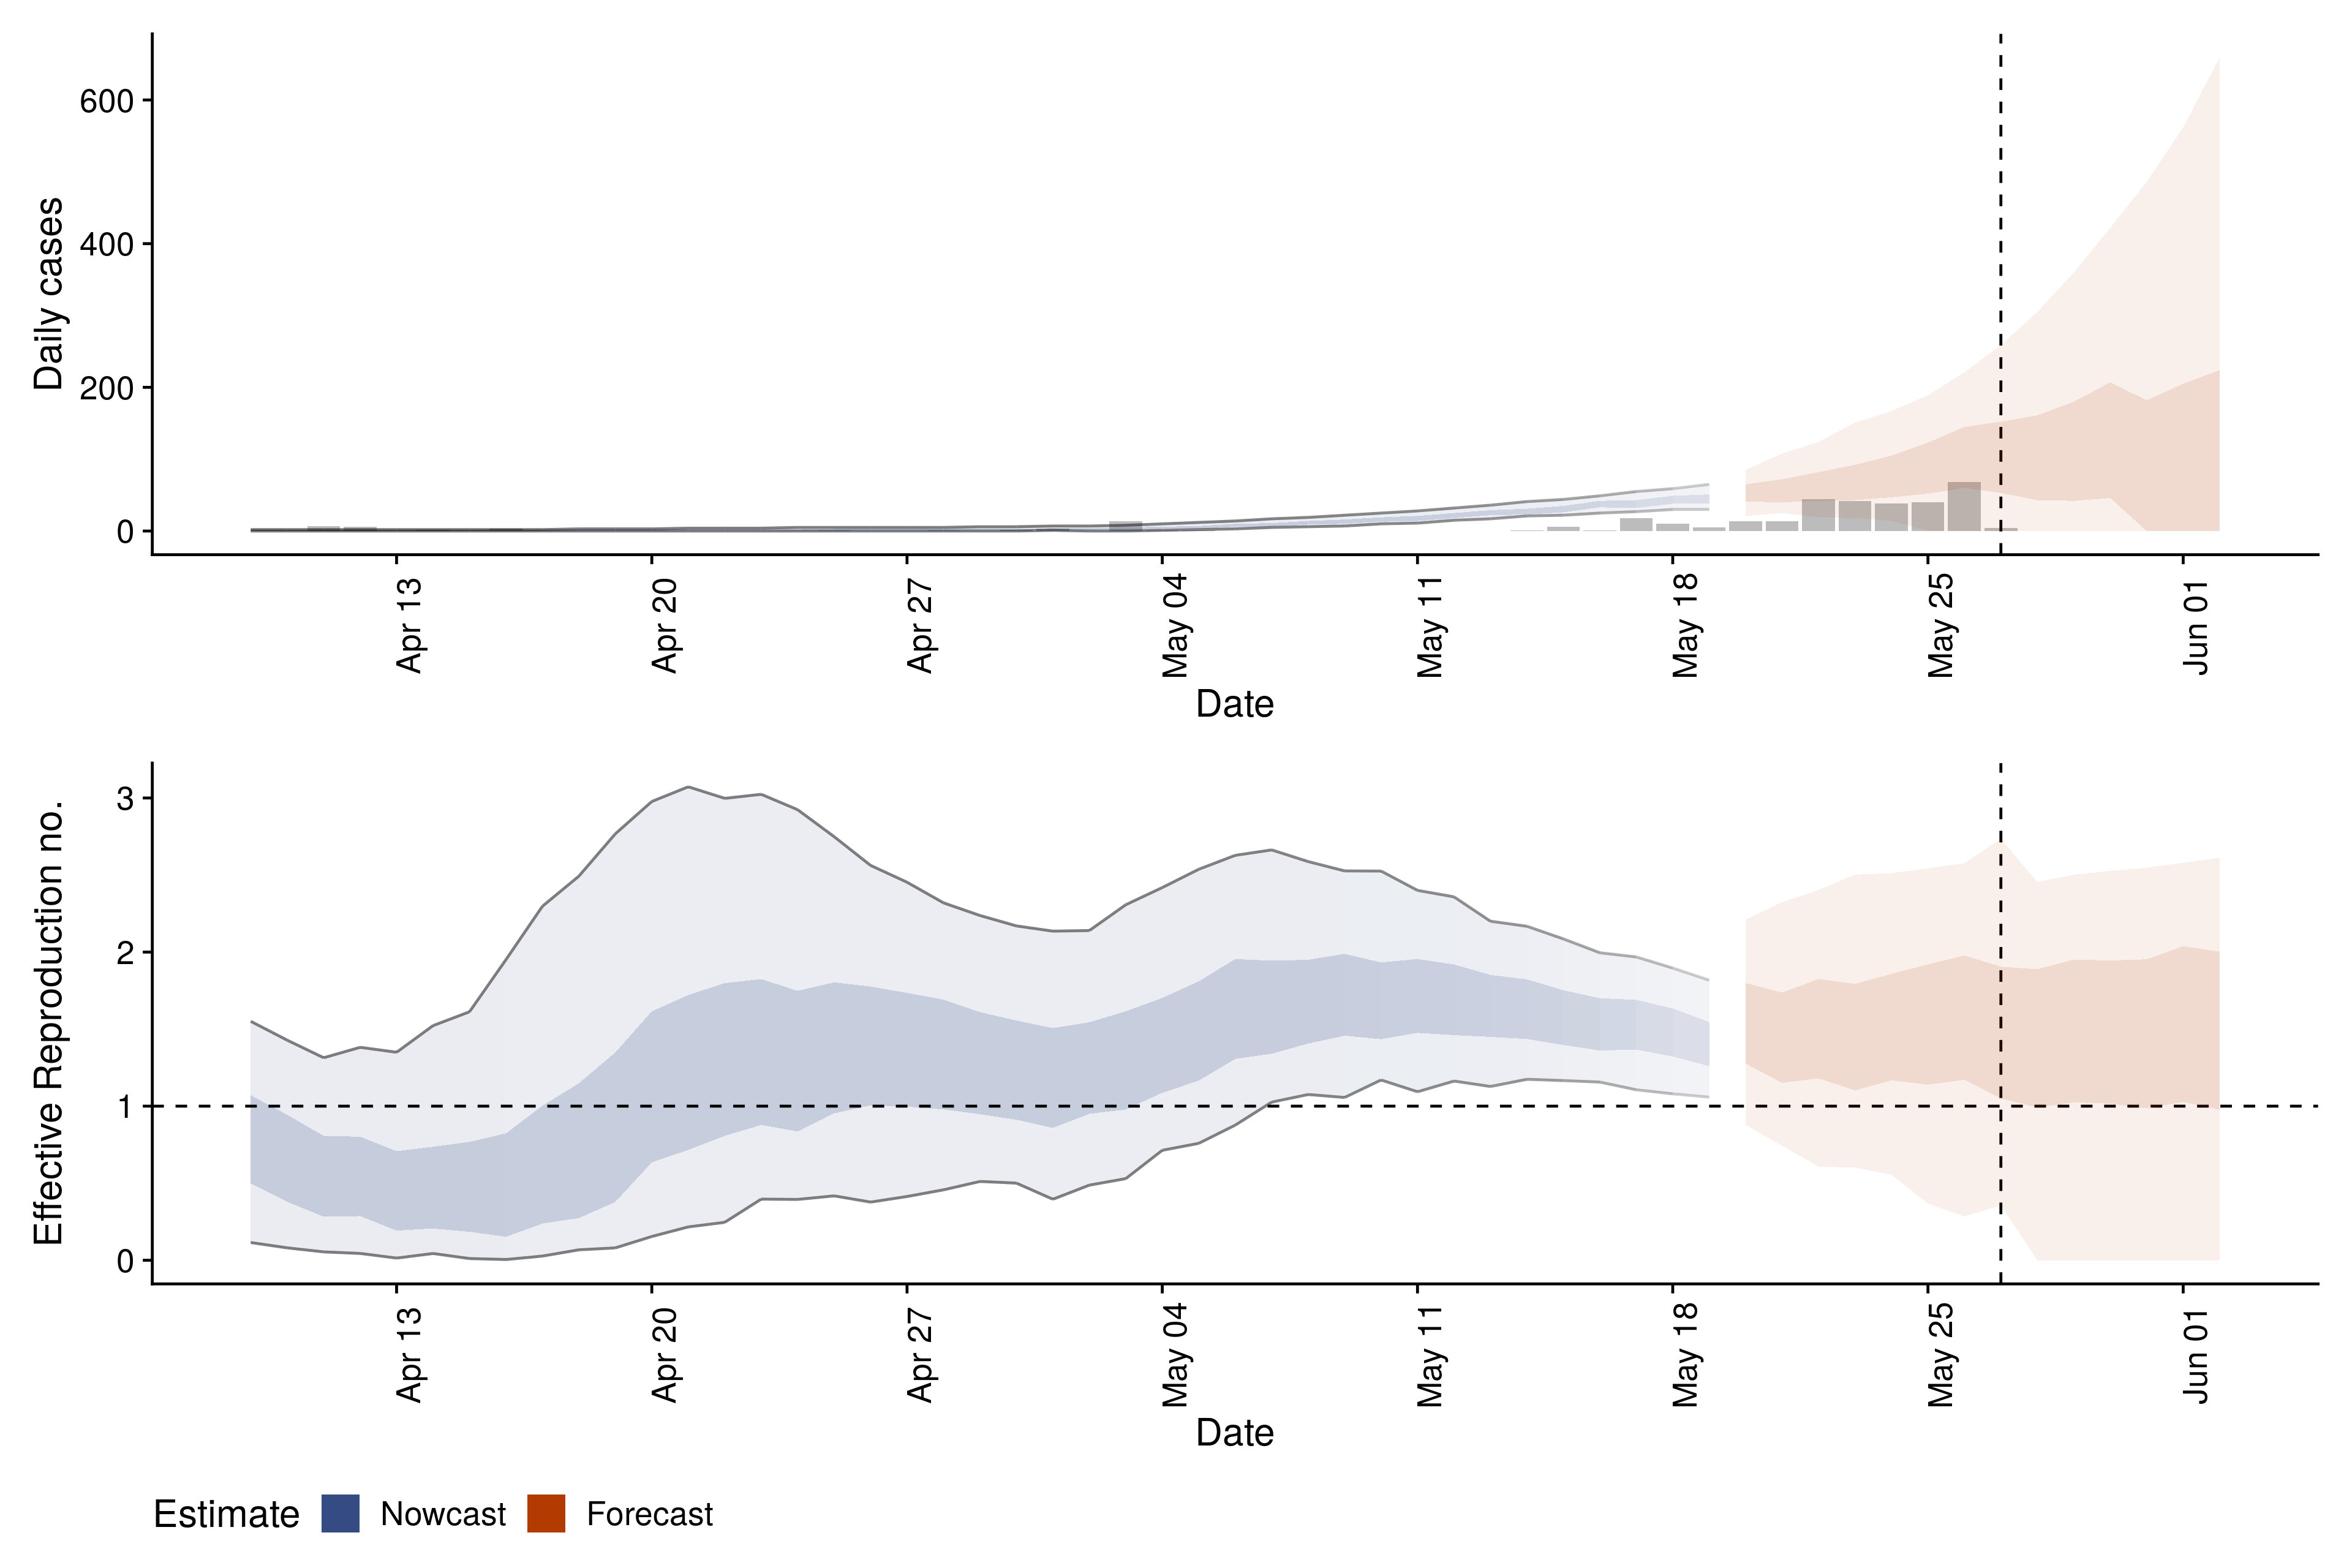 Daily cases
600
400
200
0
Apr 13
Apr 20
Apr 27
May 04
May 11
May 18
May 25
Jun 01
Date
Effective Reproduction no.
3
2
1
0
Apr 13
Apr 20
Apr 27
May 04
May 11
May 18
May 25
Jun 01
Date
Estimate Nowcast Forecast